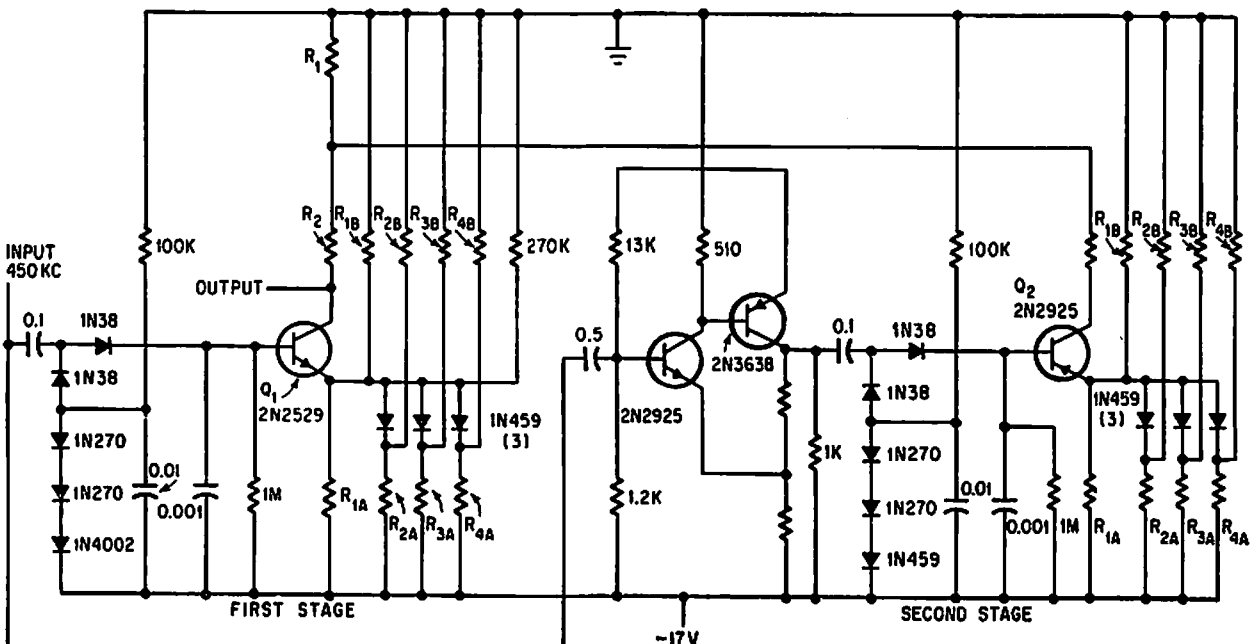 R1
R2
R1B
R2B
R3B
R4B
100K
270K
13K
510
100K
R1B
R2B
R3B
R4B
INPUT
450KC
OUTPUT
0.1
1N38
1N38
Q1
2N2529
1N459
(3)
0.5
2N2925
2N3638
0.1
1N38
1N38
Q2
2N2925
1N459
(3)
1N270
1N270
1N4002
0.01
0.001
1M
R1A
R2A
R3A
R4A
1.2K
1K
1N270
1N270
1N459
0.01
0.001
1M
R1A
R2A
R3A
R4A
FIRST STAGE
SECOND STAGE
-17V